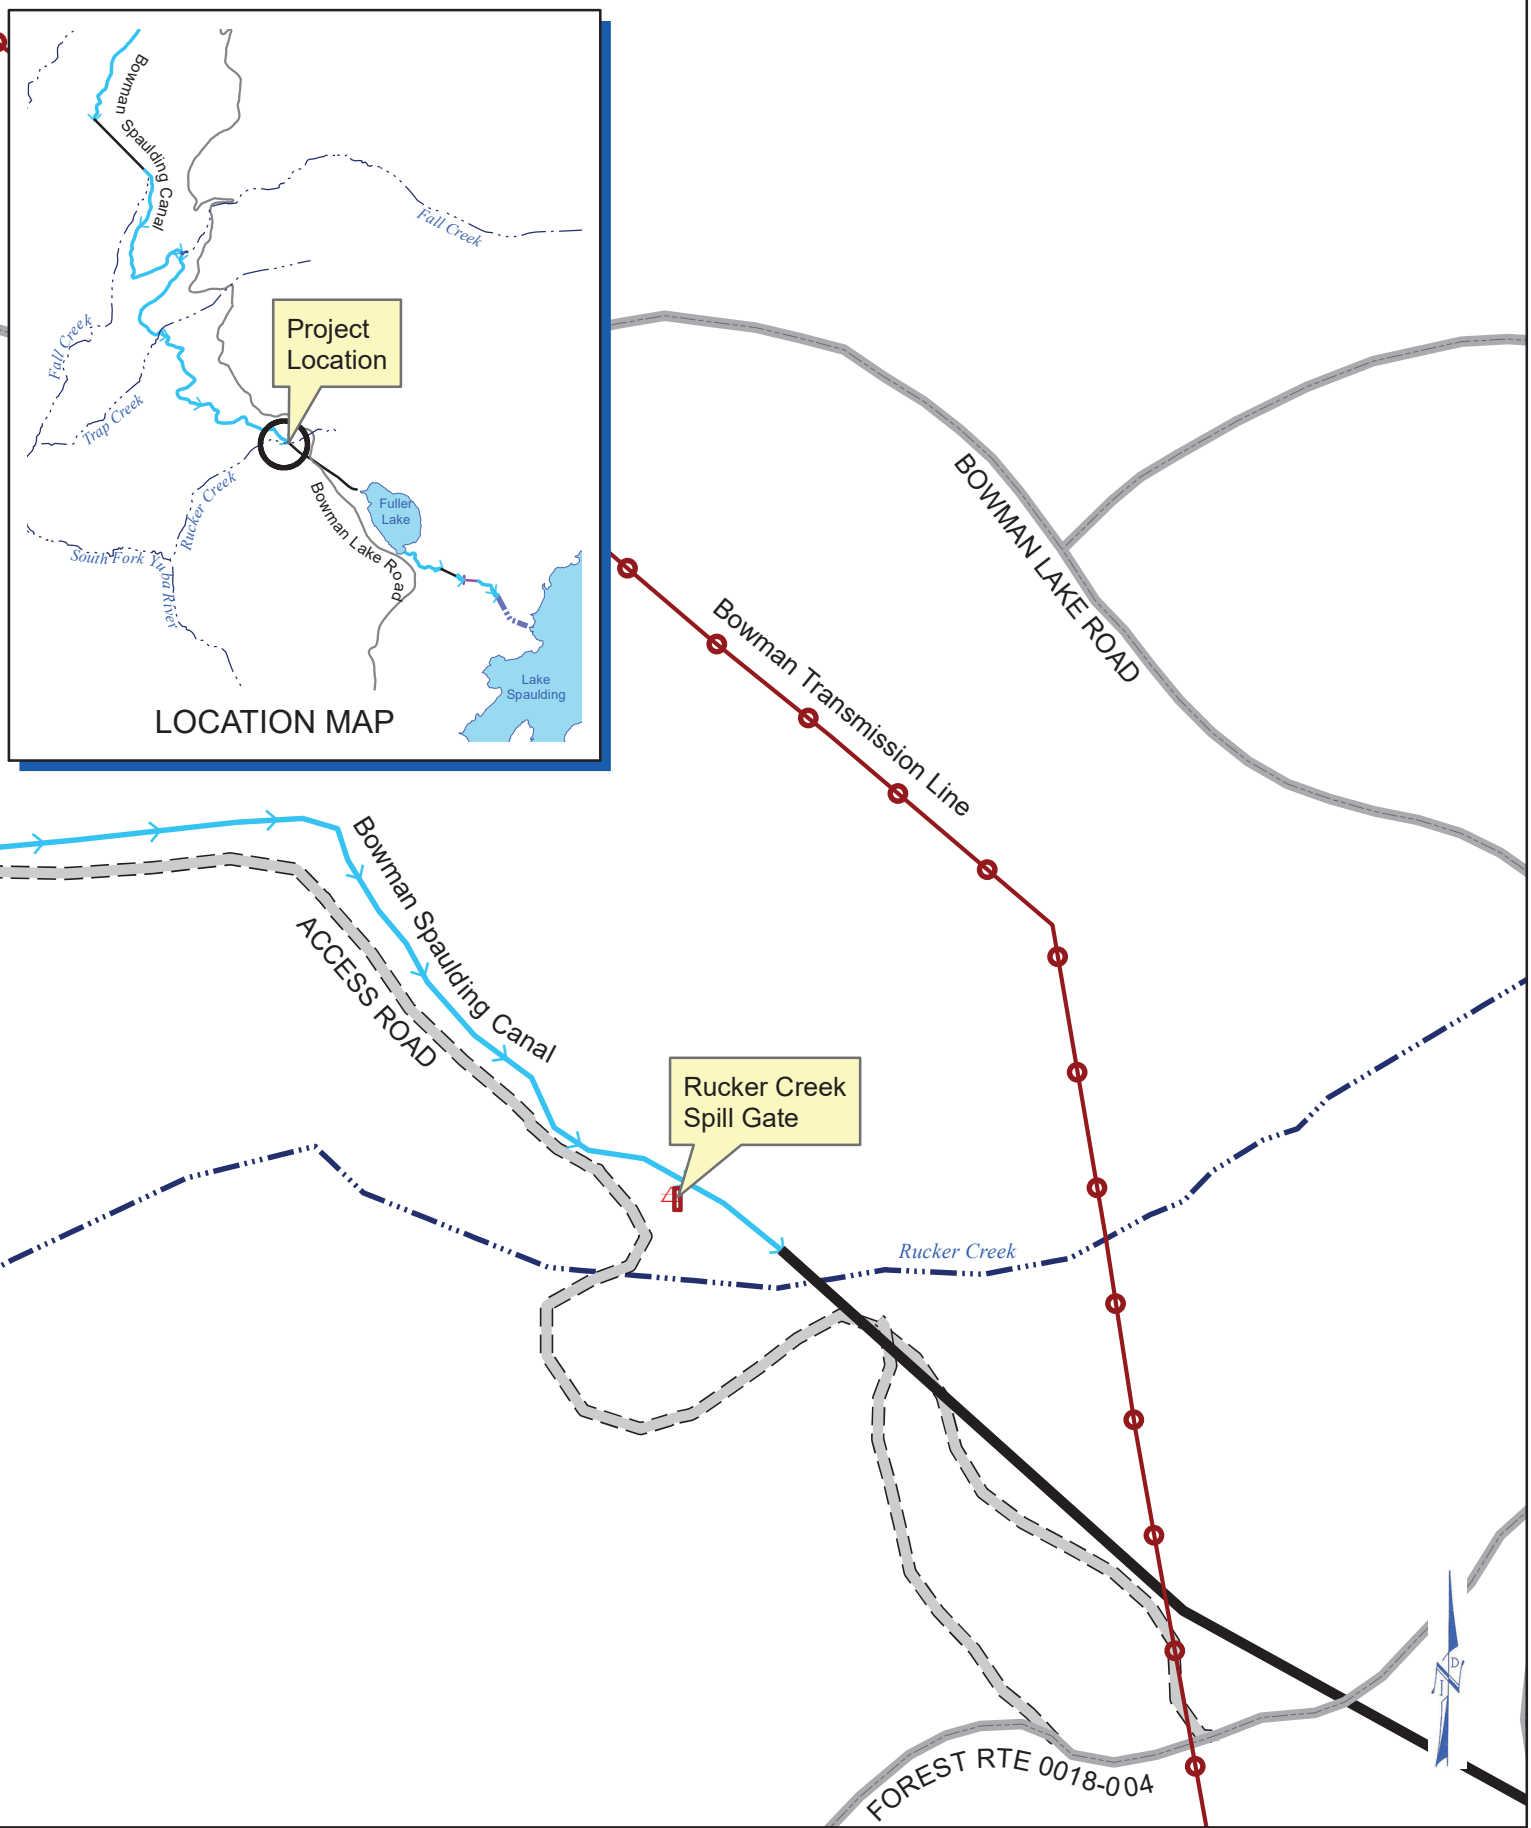 Bowman Spaulding Canal
Fall Creek
Project
Location
Fall Creek
Trap Creek
Rucker Creek
Fuller
Lake
Bowman Lake Road
South Fork Yuba River
Lake
Spaulding
LOCATION MAP
BOWMAN LAKE ROAD
Bowman Transmission Line
Bowman Spaulding Canal
ACCESS ROAD
Rucker Creek
Spill Gate
Rucker Creek
FOREST RTE 0018-004
N
I D